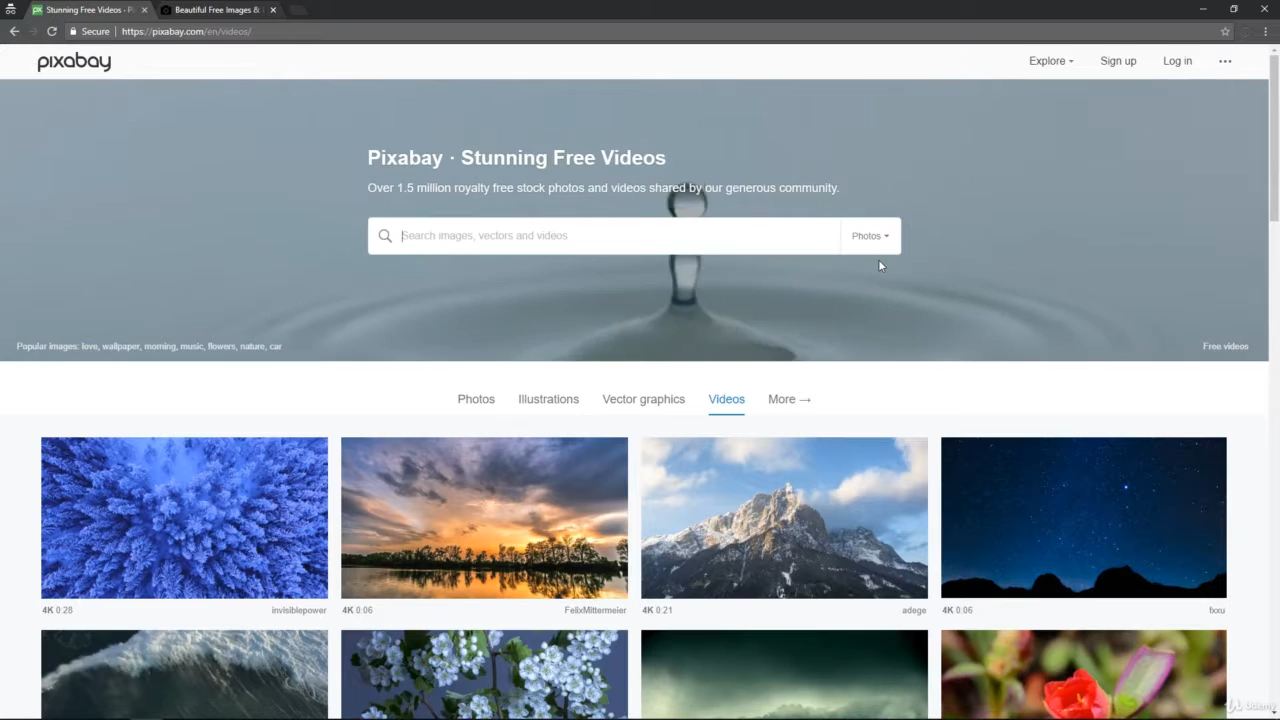 Stunning Free Videos - Pi
Beautiful Free Images &
Secure
https://pixabay.com/en/videos/
pixabay
Explore
Sign up
Log in
Pixabay · Stunning Free Videos
Over 1.5 million royalty free stock photos and videos shared by our generous community.
Search images, vectors and videos
Photos
Popular images: love, wallpaper, morning, music, flowers, nature, car
Free videos
Photos
Illustrations
Vector graphics
Videos
More →
4K 0:28
invisiblepower
4K 0:06
FelixMittermeier
4K 0:21
adege
4K 0:06
Udemy